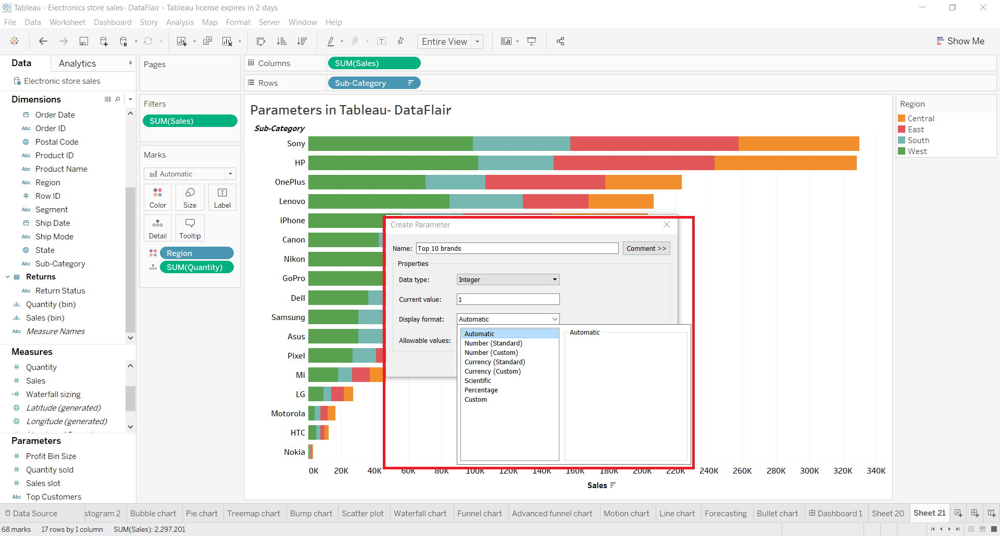 Tableau - Electronics store sales- DataFlair - Tableau license expires in 2 days
File Data Worksheet Dashboard Story Analysis Map Format Server Window Help
Entire View
Show Me
Data Analytics
Electronic store sales
Dimensions
Order Date
Abc Order ID
Postal Code
Abc Product ID
Abc Product Name
Abc Region
# Row ID
Abc Segment
Ship Date
Abc Ship Mode
State
Abc Sub-Category
Returns
Abc Return Status
Quantity (bin)
Sales (bin)
Abc Measure Names
Measures
# Quantity
# Sales
=# Waterfall sizing
Latitude (generated)
Longitude (generated)
Parameters
# Profit Bin Size
# Quantity sold
# Sales slot
Abc Top Customers
Pages
Filters
SUM(Sales)
Marks
Automatic
Color Size Label
Detail Tooltip
Region
SUM(Quantity)
Columns SUM(Sales)
Rows Sub-Category
Parameters in Tableau- DataFlair
Sub-Category
Sony
HP
OnePlus
Lenovo
iPhone
Canon
Nikon
GoPro
Dell
Samsung
Asus
Pixel
Mi
LG
Motorola
HTC
Nokia
0K 20K 40K 60K 80K 100K 120K 140K 160K 180K 200K 220K 240K 260K 280K 300K 320K 340K
Sales
Create Parameter
Name: Top 10 brands Comment >>
Properties
Data type: Integer
Current value: 1
Display format: Automatic
Allowable values:
Automatic
Number (Standard)
Number (Custom)
Currency (Standard)
Currency (Custom)
Scientific
Percentage
Custom
Automatic
Region
Central
East
South
West
Data Source stogram 2 Bubble chart Pie chart Treemap chart Bump chart Scatter plot Waterfall chart Funnel chart Advanced funnel chart Motion chart Line chart Forecasting Bullet chart Dashboard 1 Sheet 20 Sheet 21
68 marks 17 rows by 1 column SUM(Sales): 2,297,201